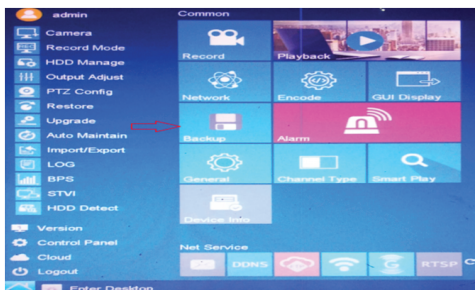 admin
Camera
Record Mode
HDD Manage
Output Adjust
PTZ Config
Restore
Upgrade
Auto Maintain
Import/Export
LOG
BPS
STVI
HDD Detect
Version
Control Panel
Cloud
Logout
Enter Desktop
Common
Record
Playback
Network
Encode
GUI Display
Backup
Alarm
General
Channel Type
Smart Play
Device Info
Net Service
DDNS
RTSP